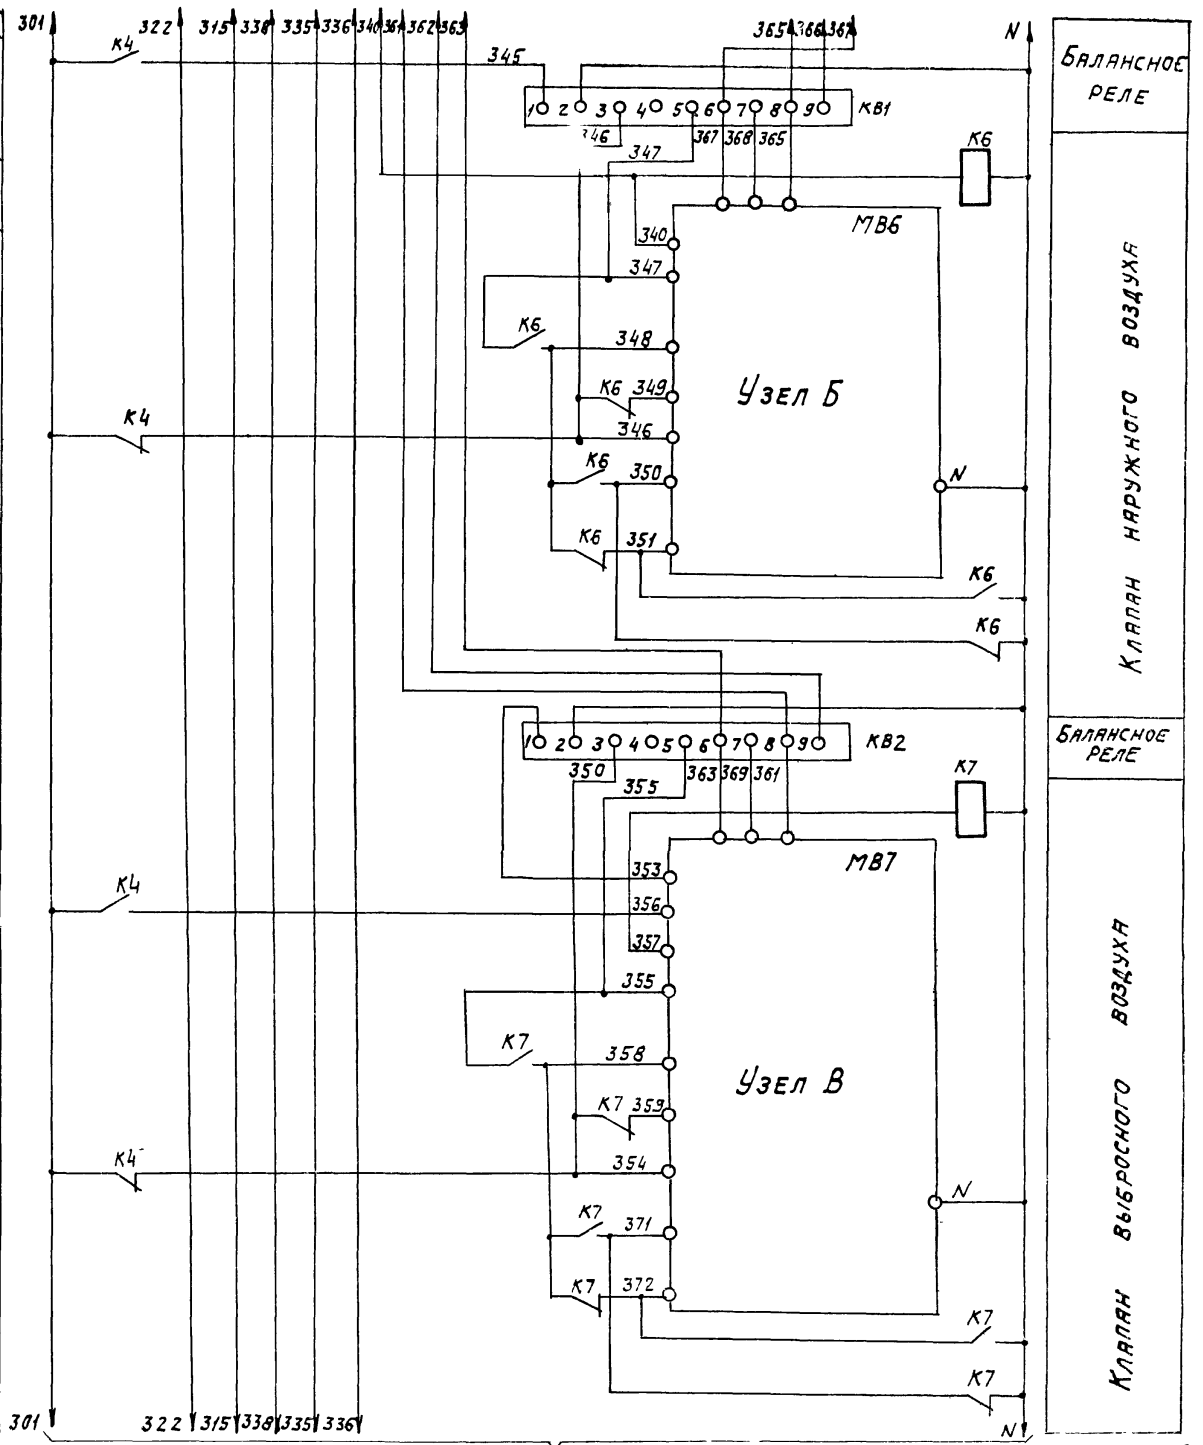 301 322 315 338 335 336 340 361 362 363 365 366 367 N
К4 345
БАЛАНСНОЕ
РЕЛЕ
1 2 3 4 5 6 7 8 9 КВ1
346 347 367 368 365
К6
МВ6
340
347
К6 348
К6 349
Узел Б
К4 346
К6 350
N
К6 351
К6
К6
КЛАПАН НАРУЖНОГО ВОЗДУХА
1 2 3 4 5 6 7 8 9 КВ2
БАЛАНСНОЕ
РЕЛЕ
350 355 363 369 361
К7
МВ7
353
К4 356
357
355
К7 358
Узел В
К7 359
К4 354
N
К7 371
К7 372
К7
К7
КЛАПАН ВЫБРОСНОГО ВОЗДУХА
301 322 315 338 335 336 N